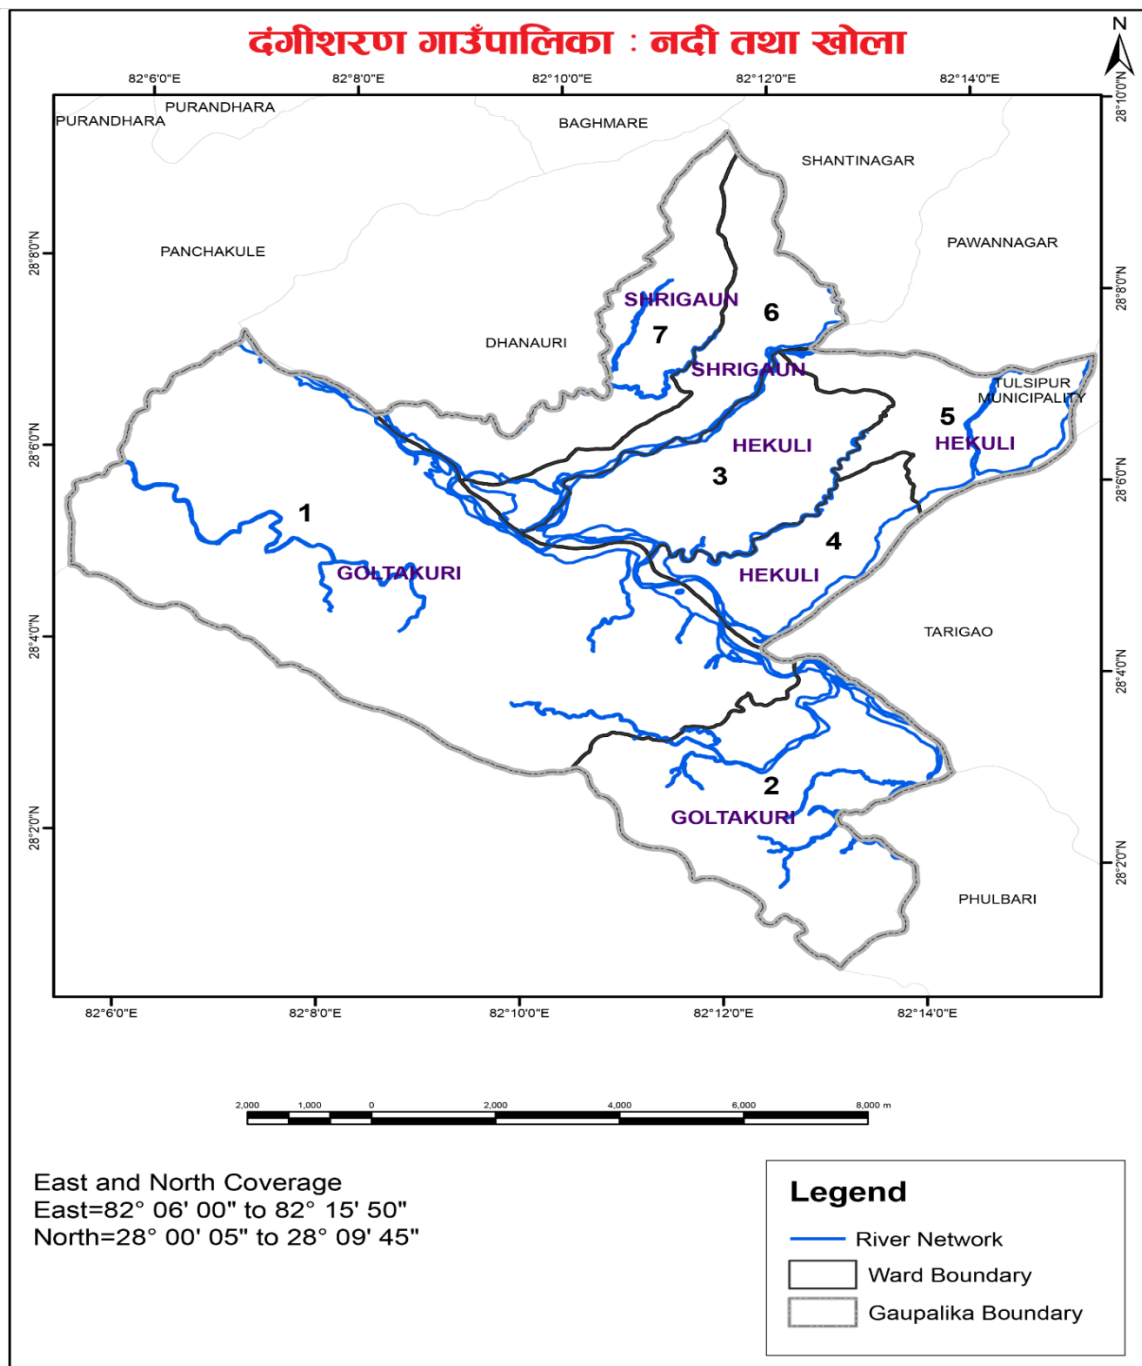 दंगीशरण गाउँपालिका : नदी तथा खोला
N
82°6'0"E 82°8'0"E 82°10'0"E 82°12'0"E 82°14'0"E
28°10'0"N
PURANDHARA
PURANDHARA
BAGHMARE
SHANTINAGAR
PANCHAKULE
PAWANNAGAR
28°8'0"N
28°8'0"N
SHRIGAUN
6
7
DHANAURI
SHRIGAUN
TULSIPUR
MUNICIPALITY
5
28°6'0"N
HEKULI
HEKULI
3
28°6'0"N
1
4
GOLTAKURI
HEKULI
28°4'0"N
TARIGAO
28°4'0"N
2
GOLTAKURI
28°2'0"N
28°2'0"N
PHULBARI
82°6'0"E 82°8'0"E 82°10'0"E 82°12'0"E 82°14'0"E
2,000 1,000 0 2,000 4,000 6,000 8,000 m
East and North Coverage
East=82° 06' 00" to 82° 15' 50"
North=28° 00' 05" to 28° 09' 45"
Legend
River Network
Ward Boundary
Gaupalika Boundary